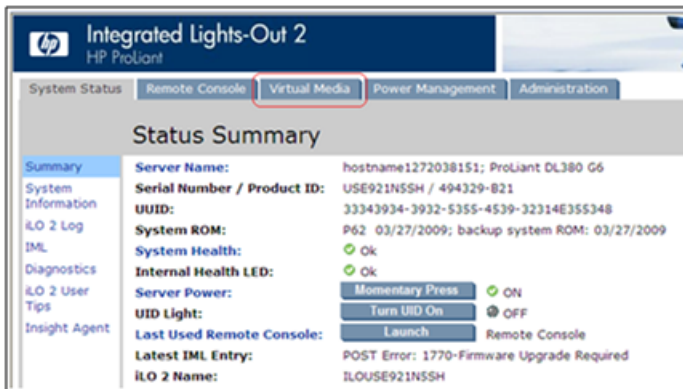 hp
Integrated Lights-Out 2
HP ProLiant
System Status Remote Console Virtual Media Power Management Administration
Status Summary
Summary
System Information
iLO 2 Log
IML
Diagnostics
iLO 2 User Tips
Insight Agent
Server Name: hostname1272038151; ProLiant DL380 G6
Serial Number / Product ID: USE921N5SH / 494329-B21
UUID: 33343934-3932-5355-4539-32314E355348
System ROM: P62 03/27/2009; backup system ROM: 03/27/2009
System Health: Ok
Internal Health LED: Ok
Server Power: Momentary Press ON
UID Light: Turn UID On OFF
Last Used Remote Console: Launch Remote Console
Latest IML Entry: POST Error: 1770-Firmware Upgrade Required
iLO 2 Name: ILOUSE921N5SH